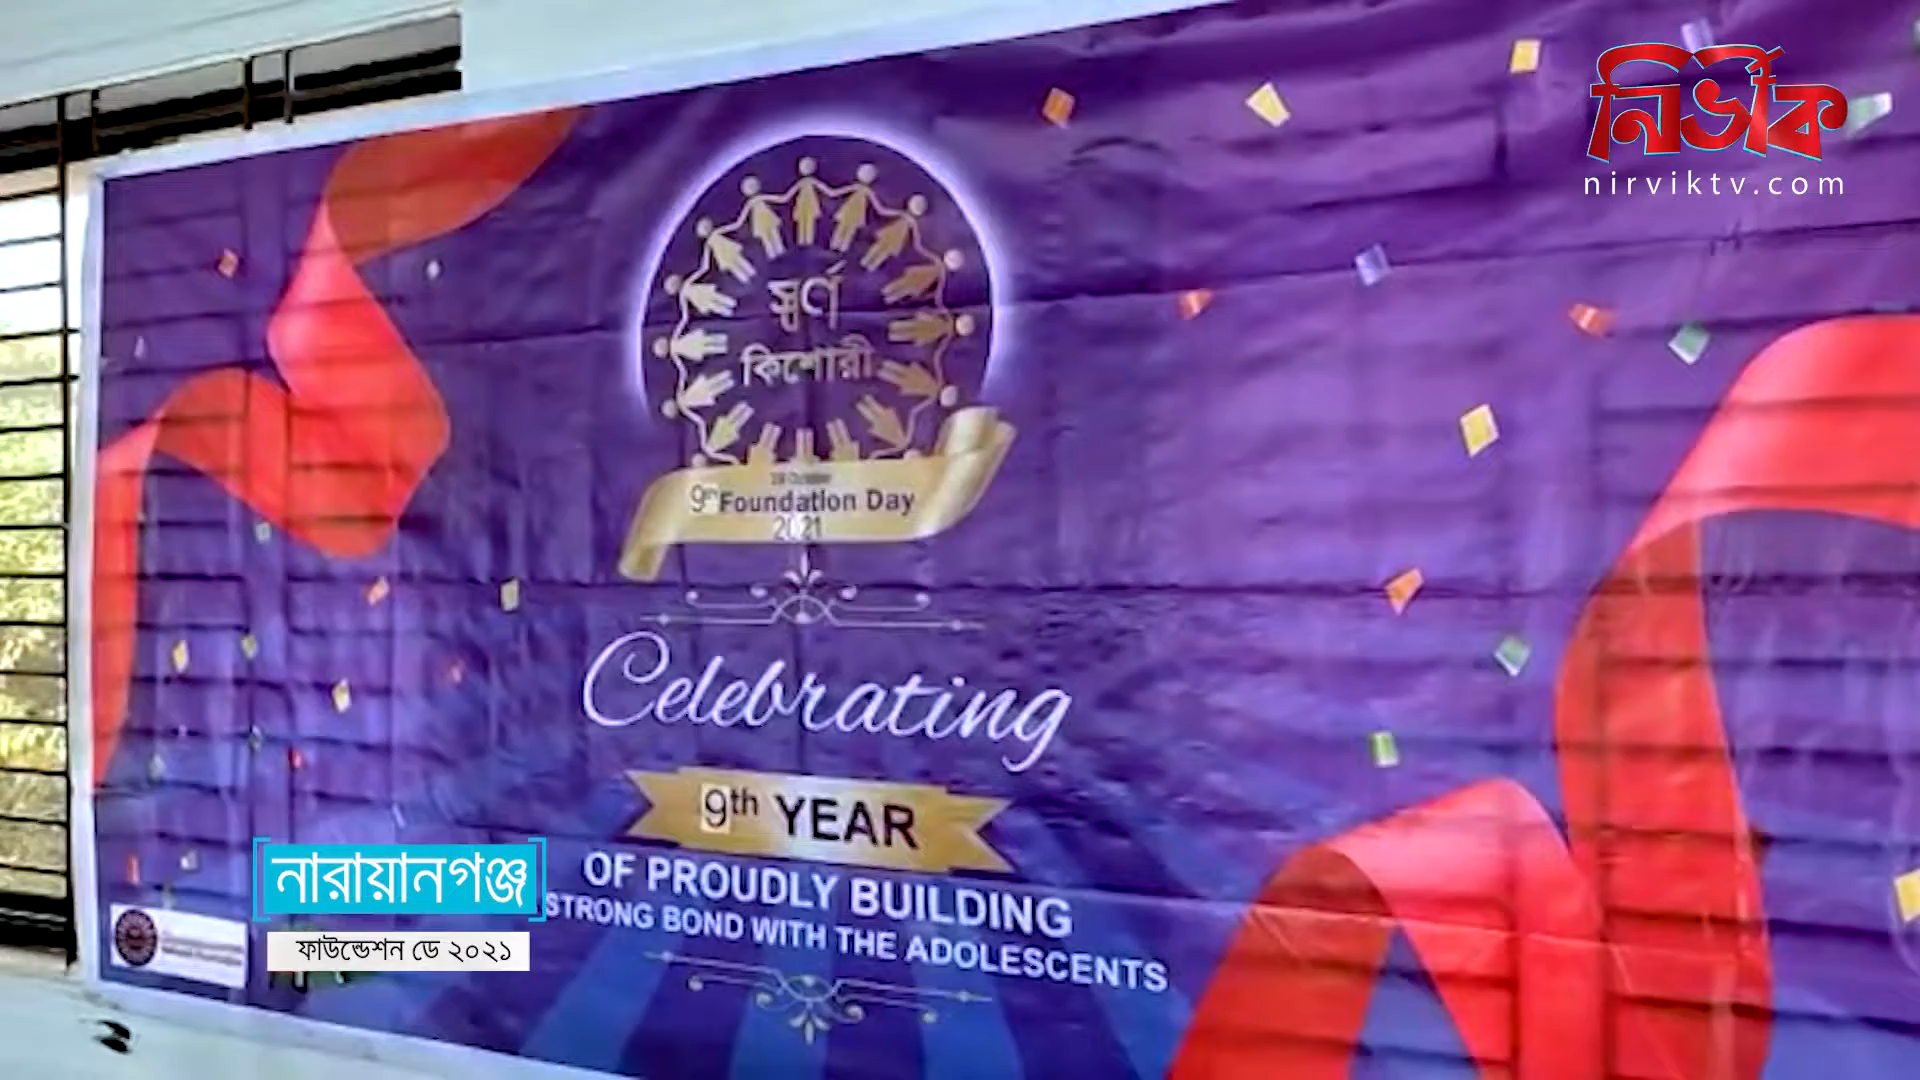 নির্ভীক
nirviktv.com
স্বর্ণ
কিশোরী
9th Foundation Day
2021
Celebrating
9th YEAR
OF PROUDLY BUILDING
STRONG BOND WITH THE ADOLESCENTS
নারায়ানগঞ্জ
ফাউন্ডেশন ডে ২০২১